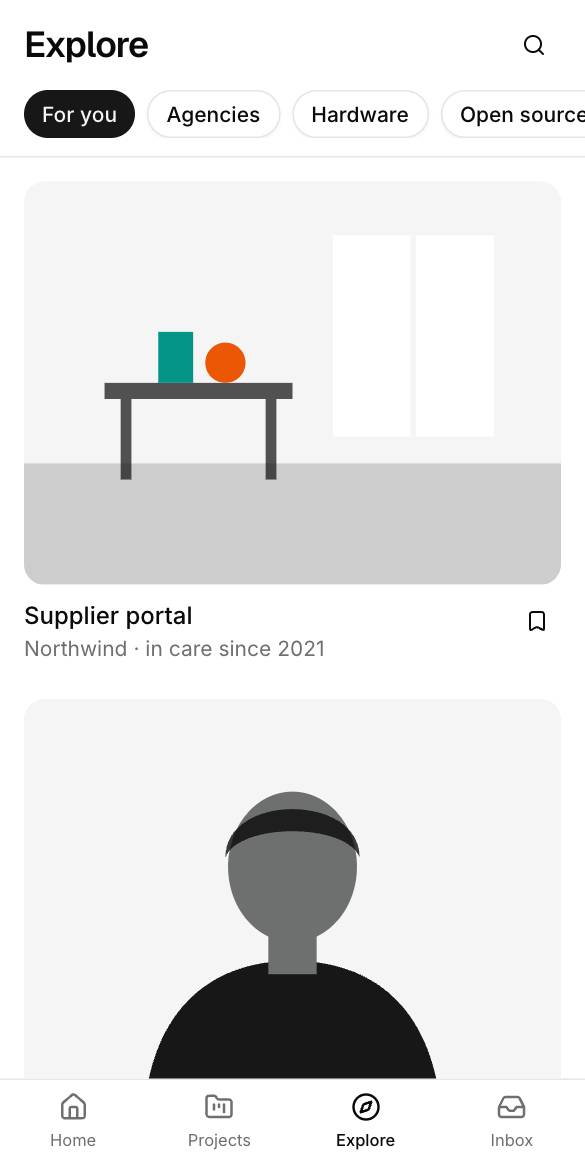 Explore
For you
Agencies
Hardware
Open source
Supplier portal
Northwind · in care since 2021
Home
Projects
Explore
Inbox